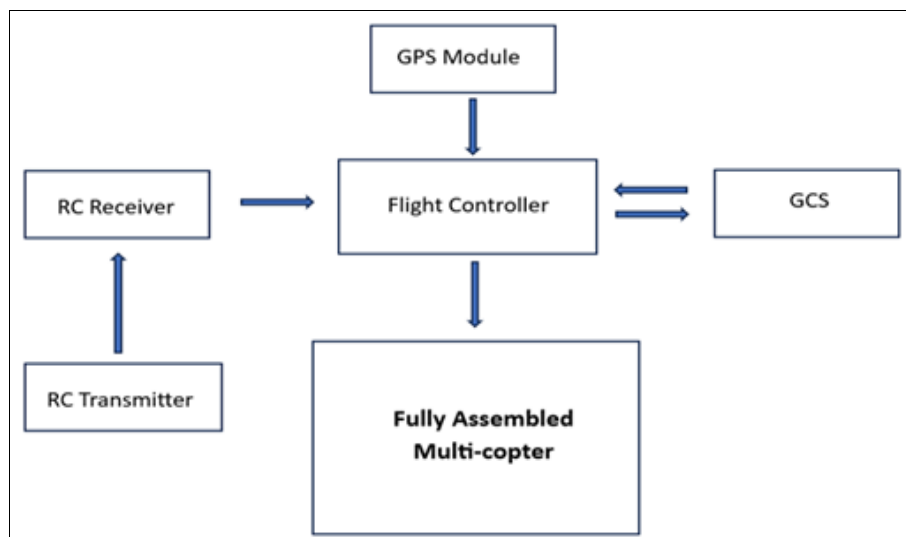 GPS Module
RC Receiver
Flight Controller
GCS
RC Transmitter
Fully Assembled
Multi-copter